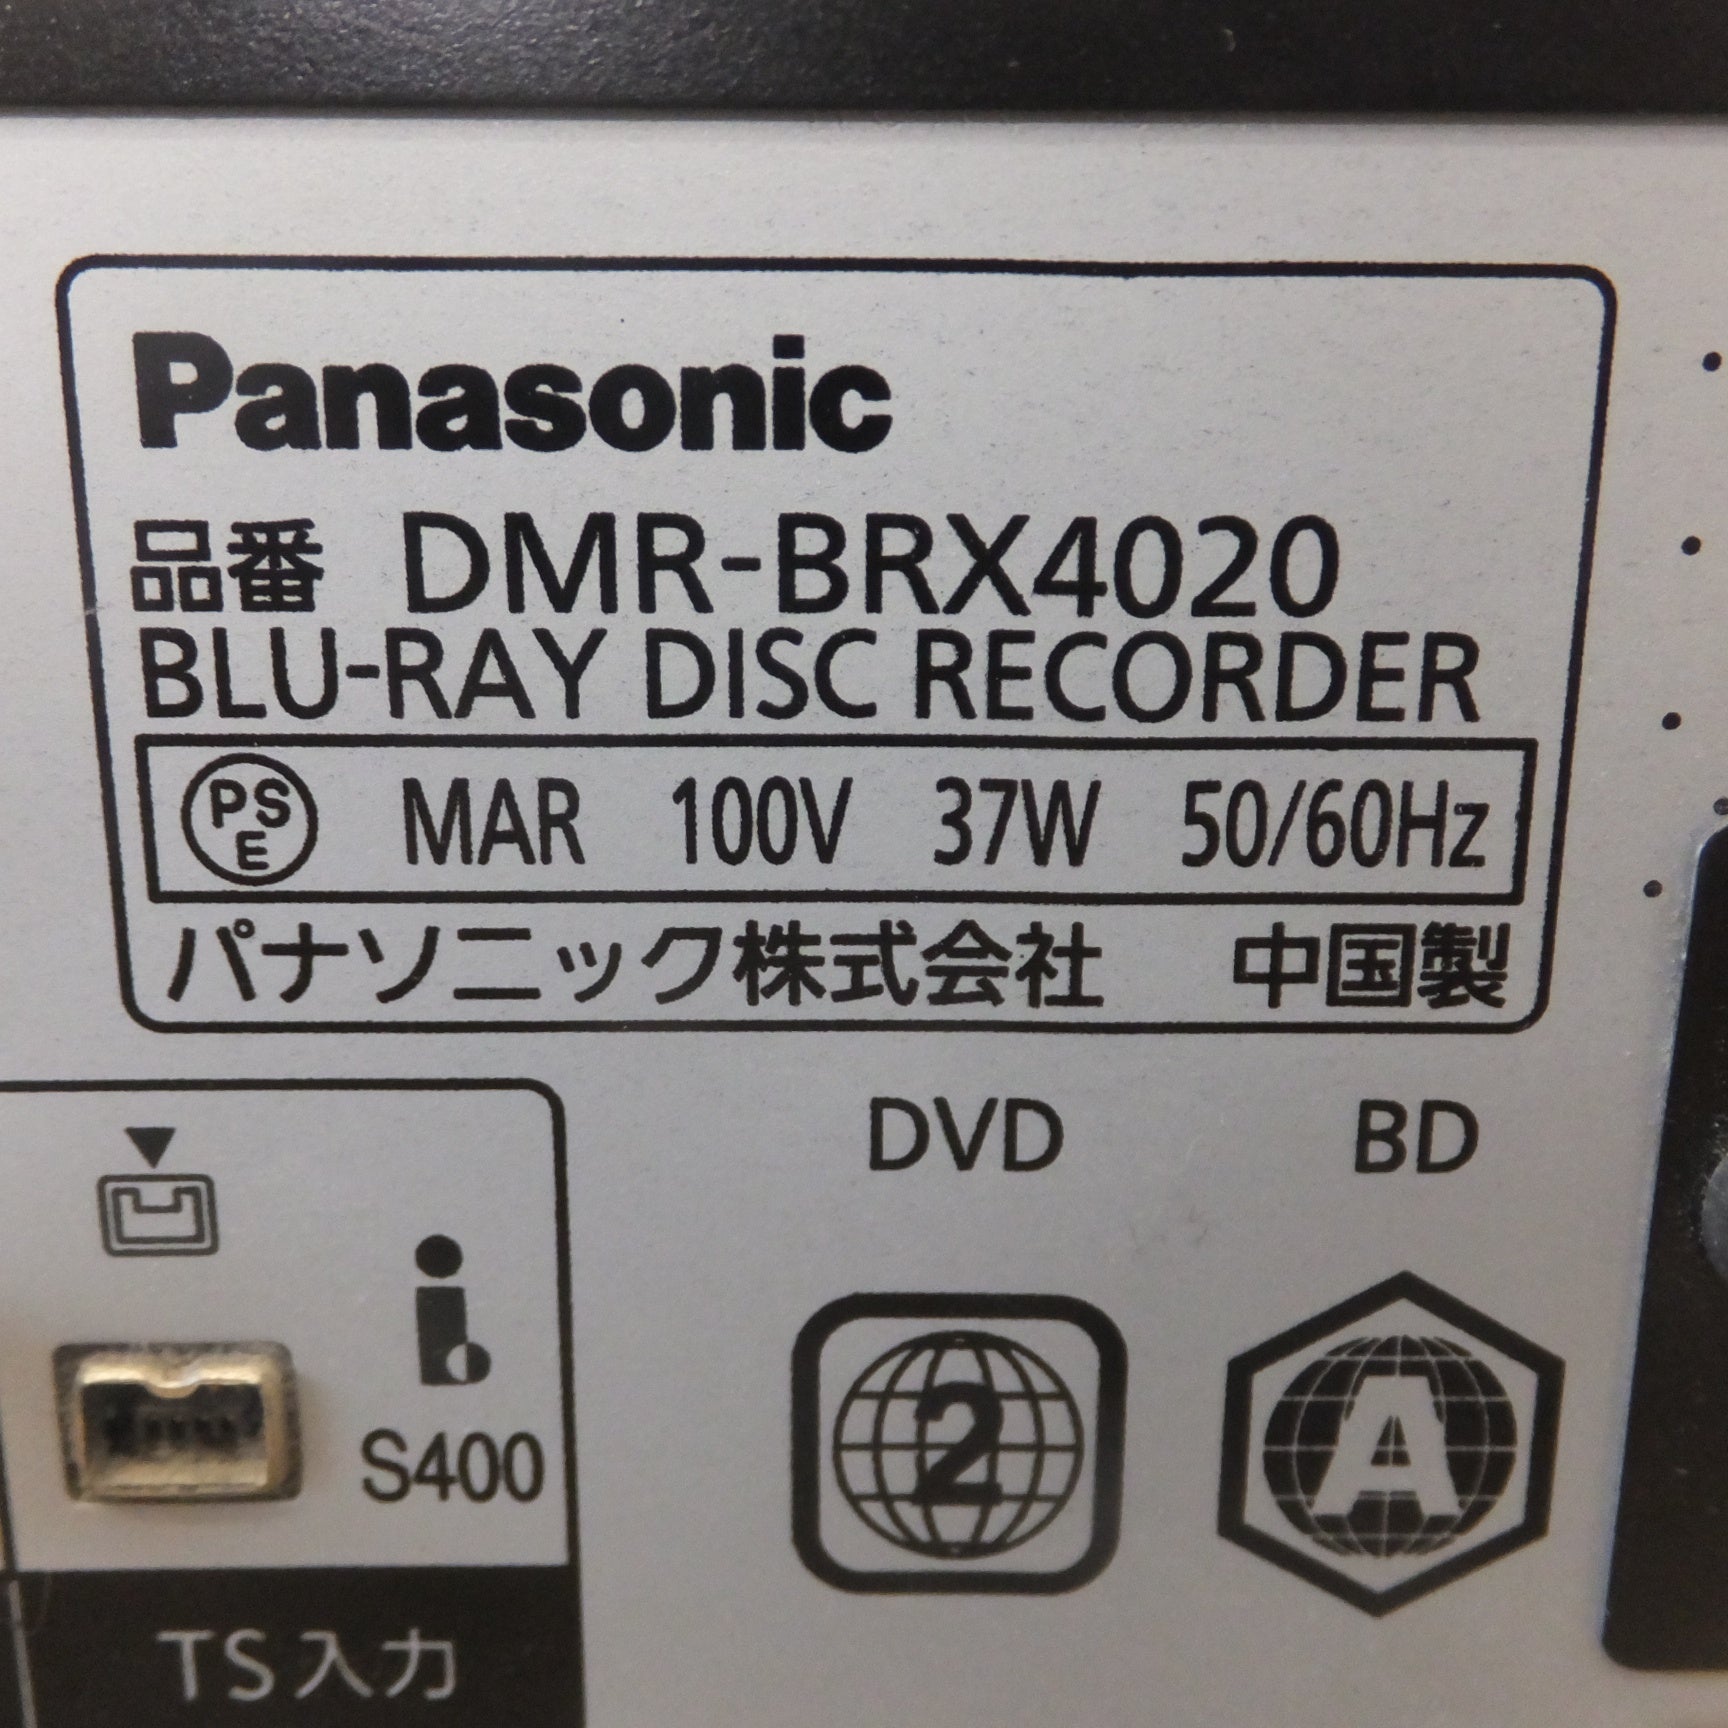 Panasonic
品番 DMR-BRX4020
BLU-RAY DISC RECORDER
PSE MAR 100V 37W 50/60Hz
パナソニック株式会社 中国製
DVD BD
i
S400
2 A
TS入力